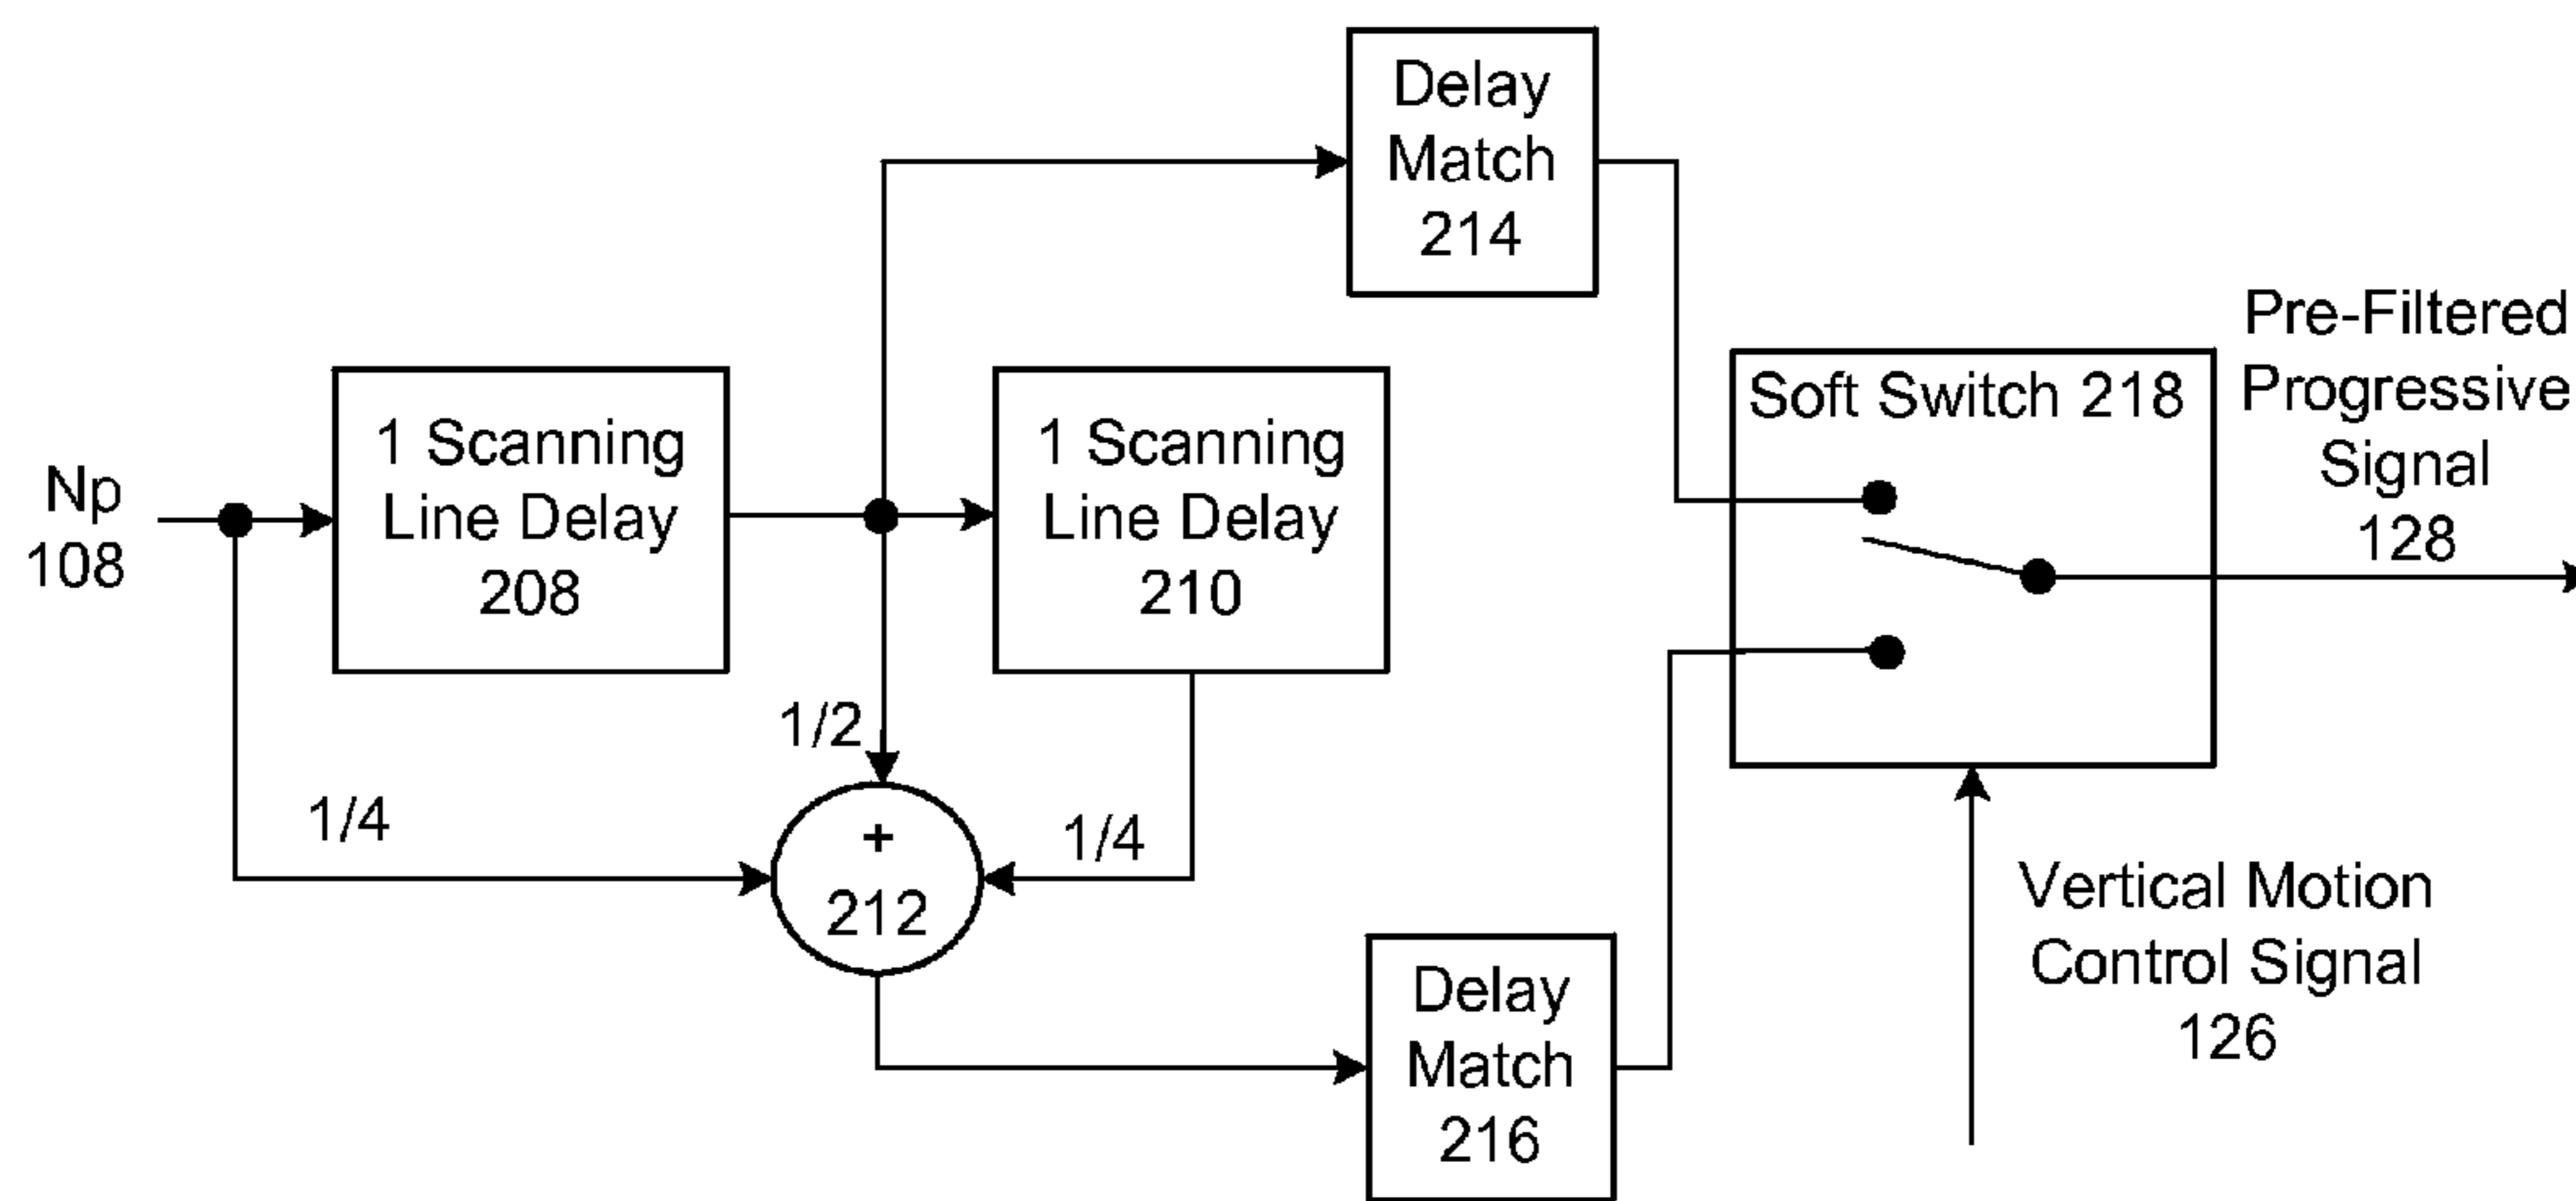 Delay
Match
214
Pre-Filtered
Progressive
Signal
128
Soft Switch 218
1 Scanning
Line Delay
208
1 Scanning
Line Delay
210
Np
108
1/2
1/4
1/4
+
212
Vertical Motion
Control Signal
126
Delay
Match
216